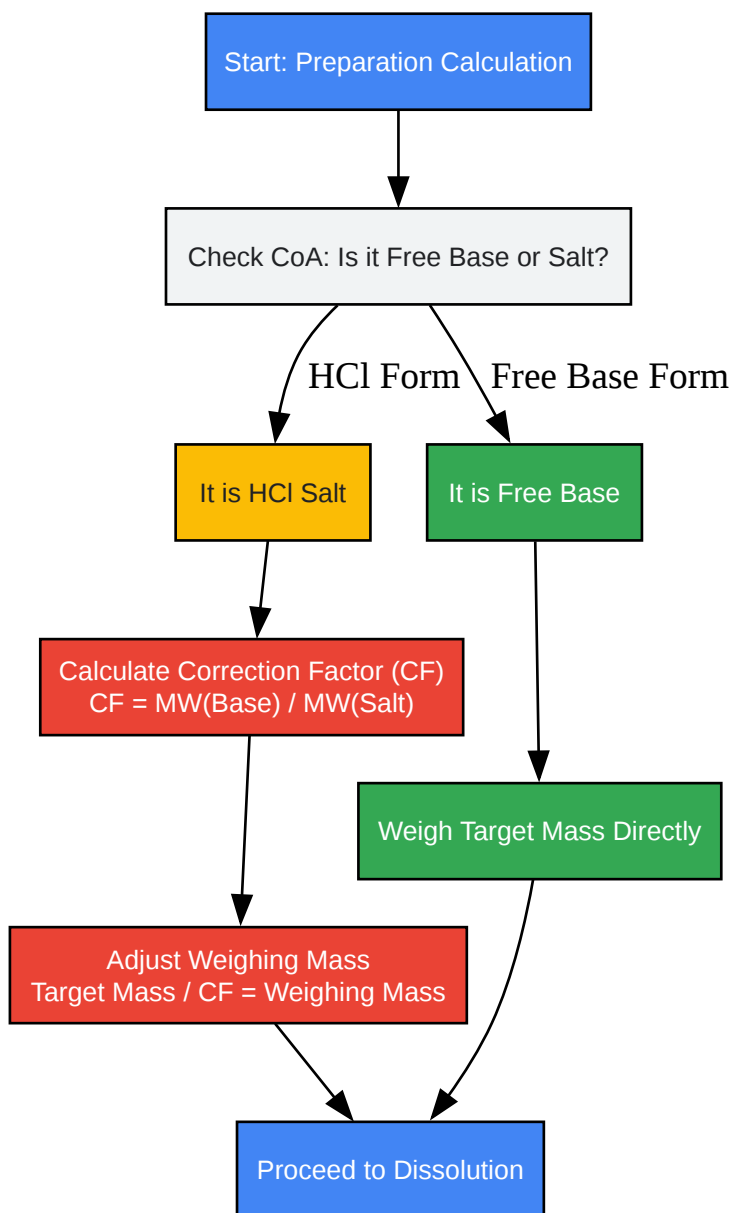 Start: Preparation Calculation
Check CoA: Is it Free Base or Salt?
HCl Form
Free Base Form
It is HCl Salt
It is Free Base
Calculate Correction Factor (CF)
CF = MW(Base) / MW(Salt)
Weigh Target Mass Directly
Adjust Weighing Mass
Target Mass / CF = Weighing Mass
Proceed to Dissolution